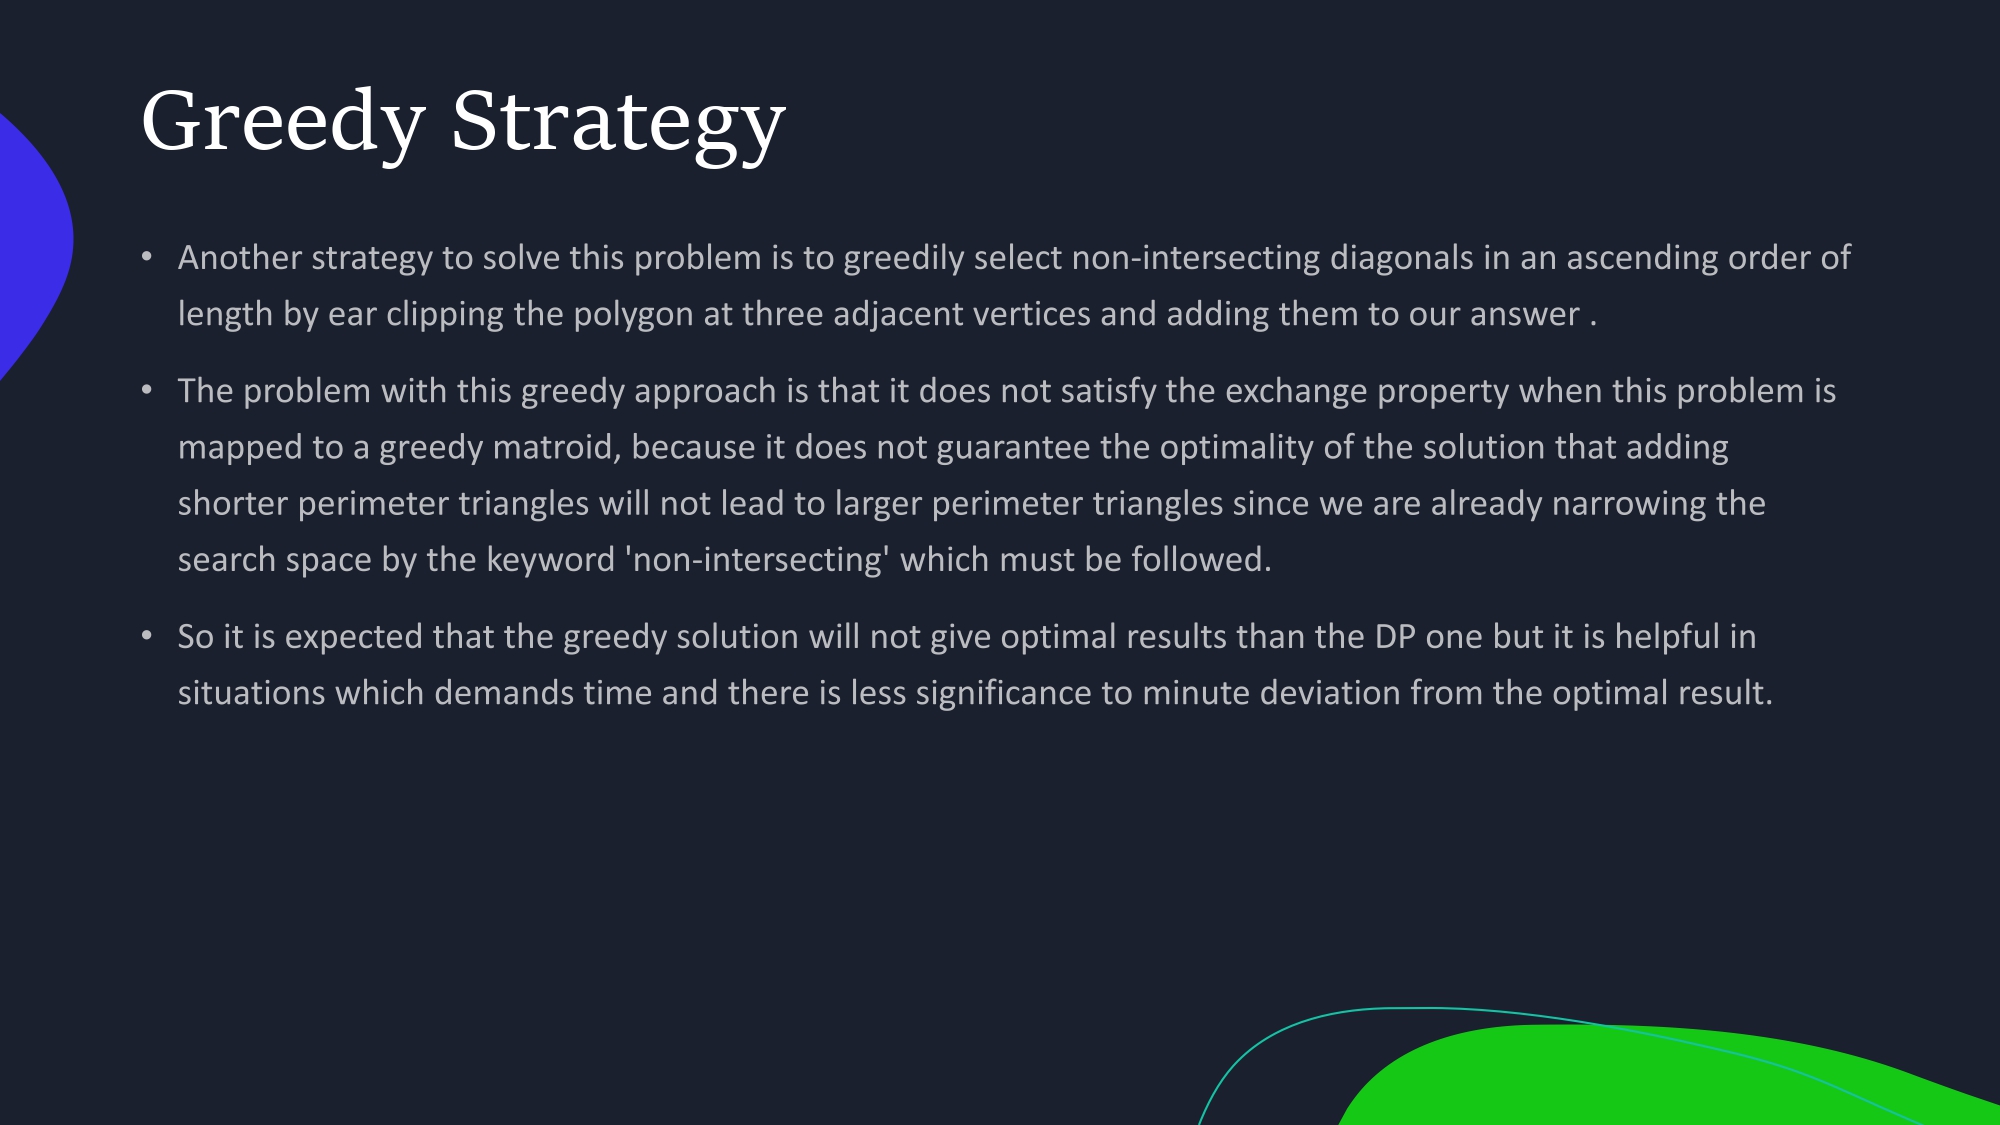 Greedy Strategy
• Another strategy to solve this problem is to greedily select non-intersecting diagonals in an ascending order of
length by ear clipping the polygon at three adjacent vertices and adding them to our answer .
• The problem with this greedy approach is that it does not satisfy the exchange property when this problem is
mapped to a greedy matroid, because it does not guarantee the optimality of the solution that adding
shorter perimeter triangles will not lead to larger perimeter triangles since we are already narrowing the
search space by the keyword 'non-intersecting' which must be followed.
• So it is expected that the greedy solution will not give optimal results than the DP one but it is helpful in
situations which demands time and there is less significance to minute deviation from the optimal result.